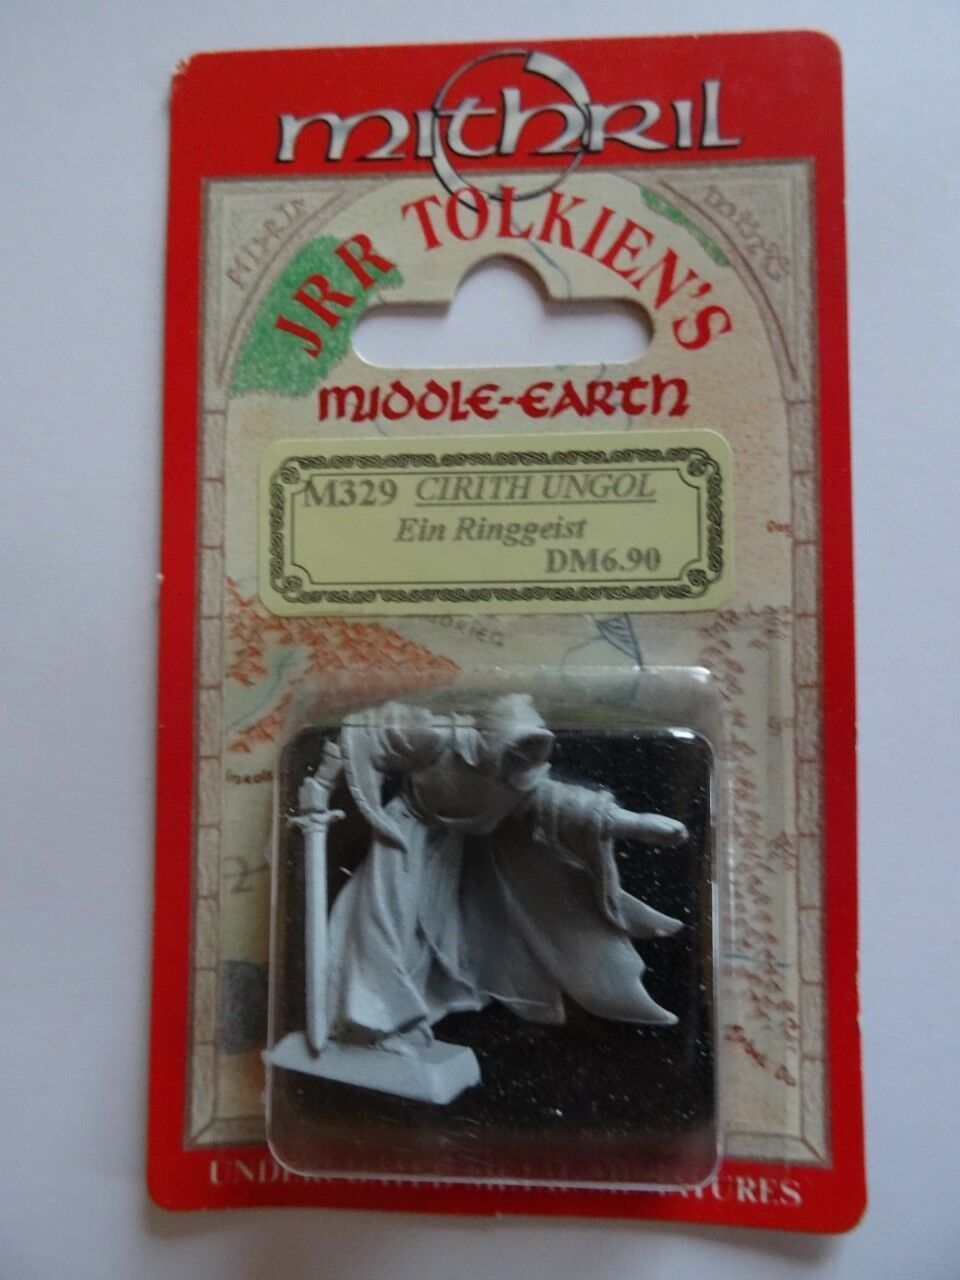 mithril
JRR TOLKIEN'S
MIDDLE-EARTH
M329 CIRITH UNGOL
Ein Ringgeist
DM6.90